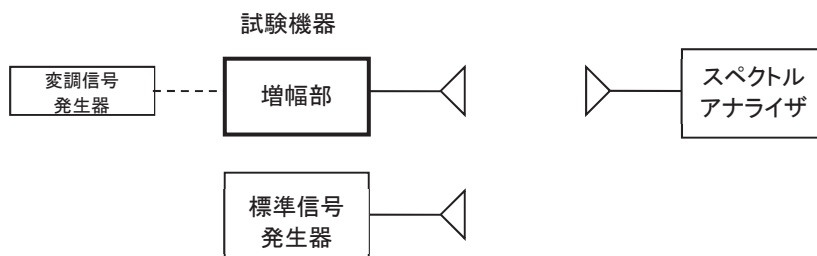 試験機器
変調信号
発生器
増幅部
スペクトル
アナライザ
標準信号
発生器